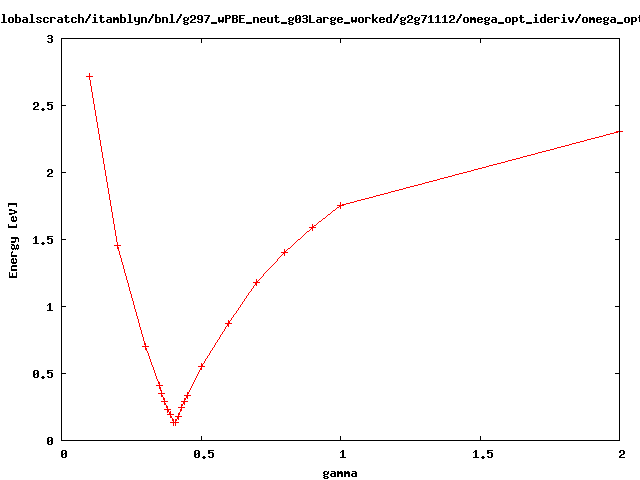 lobalscratch/itamblyn/bnl/g297_wPBE_neut_g03Large_worked/g2g71112/omega_opt_ideriv/omega_opt
3
2.5
2
1.5
1
0.5
0
Energy [eV]
0 0.5 1 1.5 2
gamma